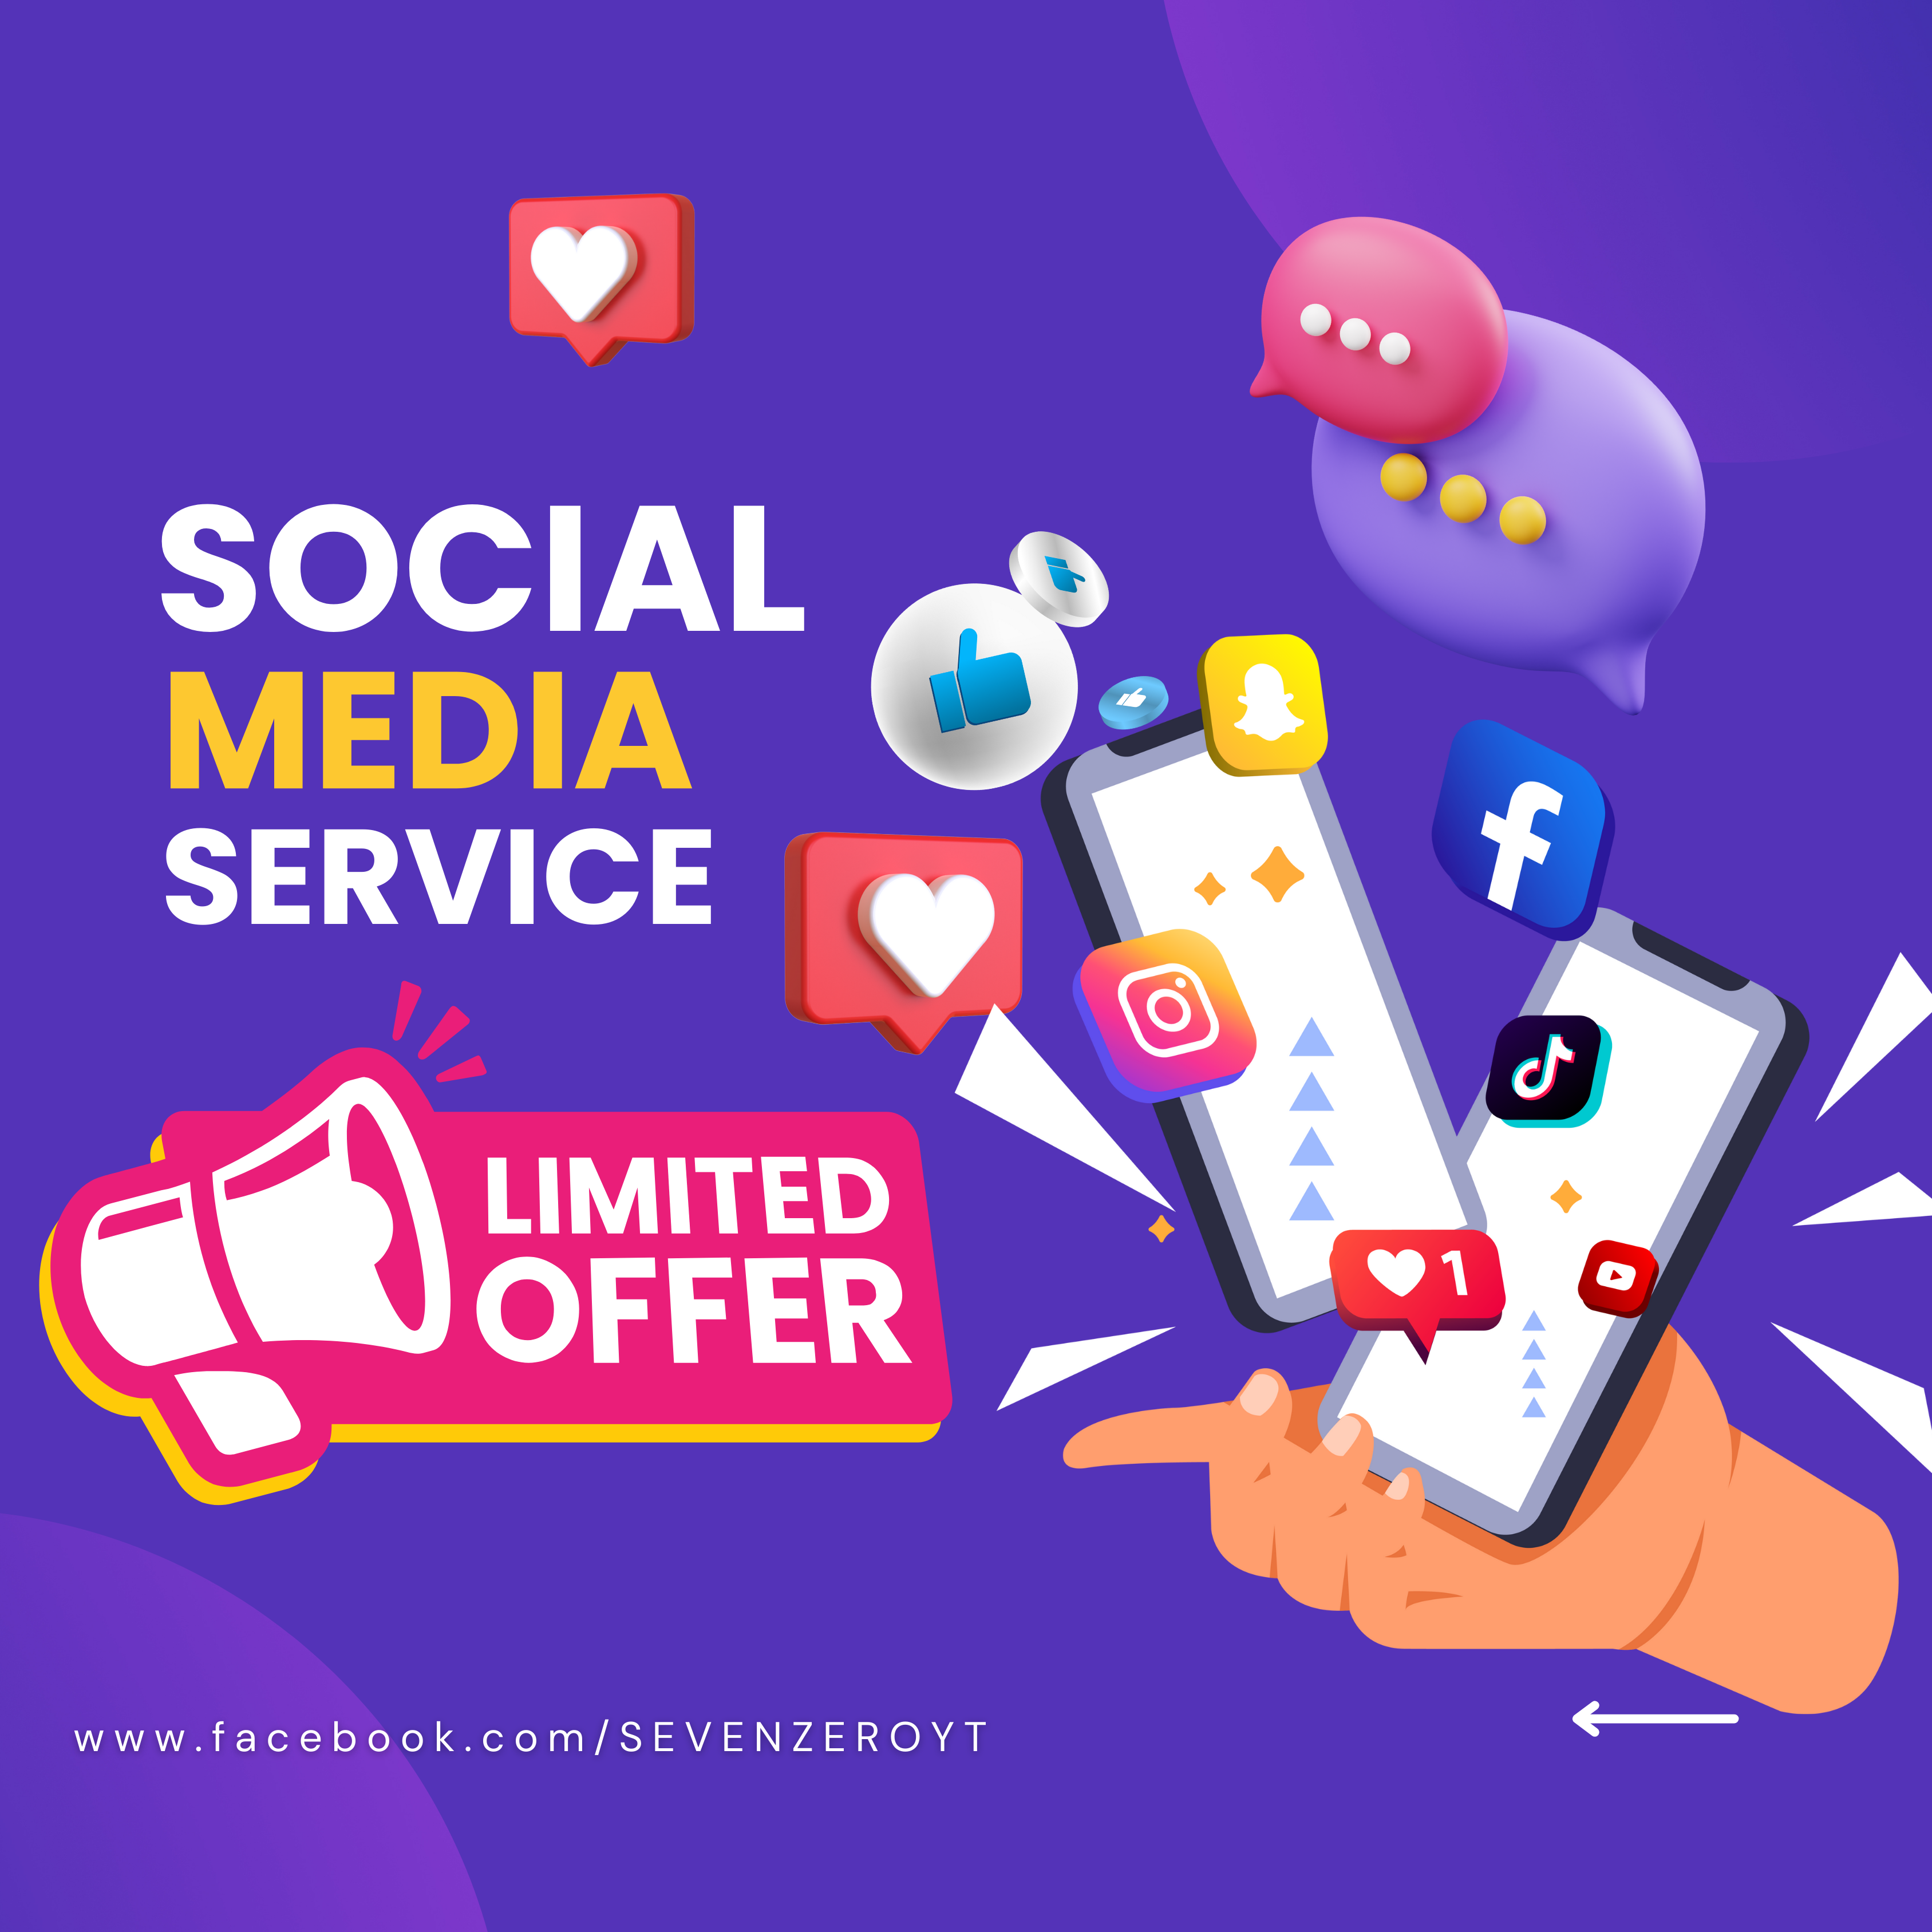 SOCIAL
MEDIA
SERVICE
LIMITED
OFFER
1
www.facebook.com/SEVENZEROYT